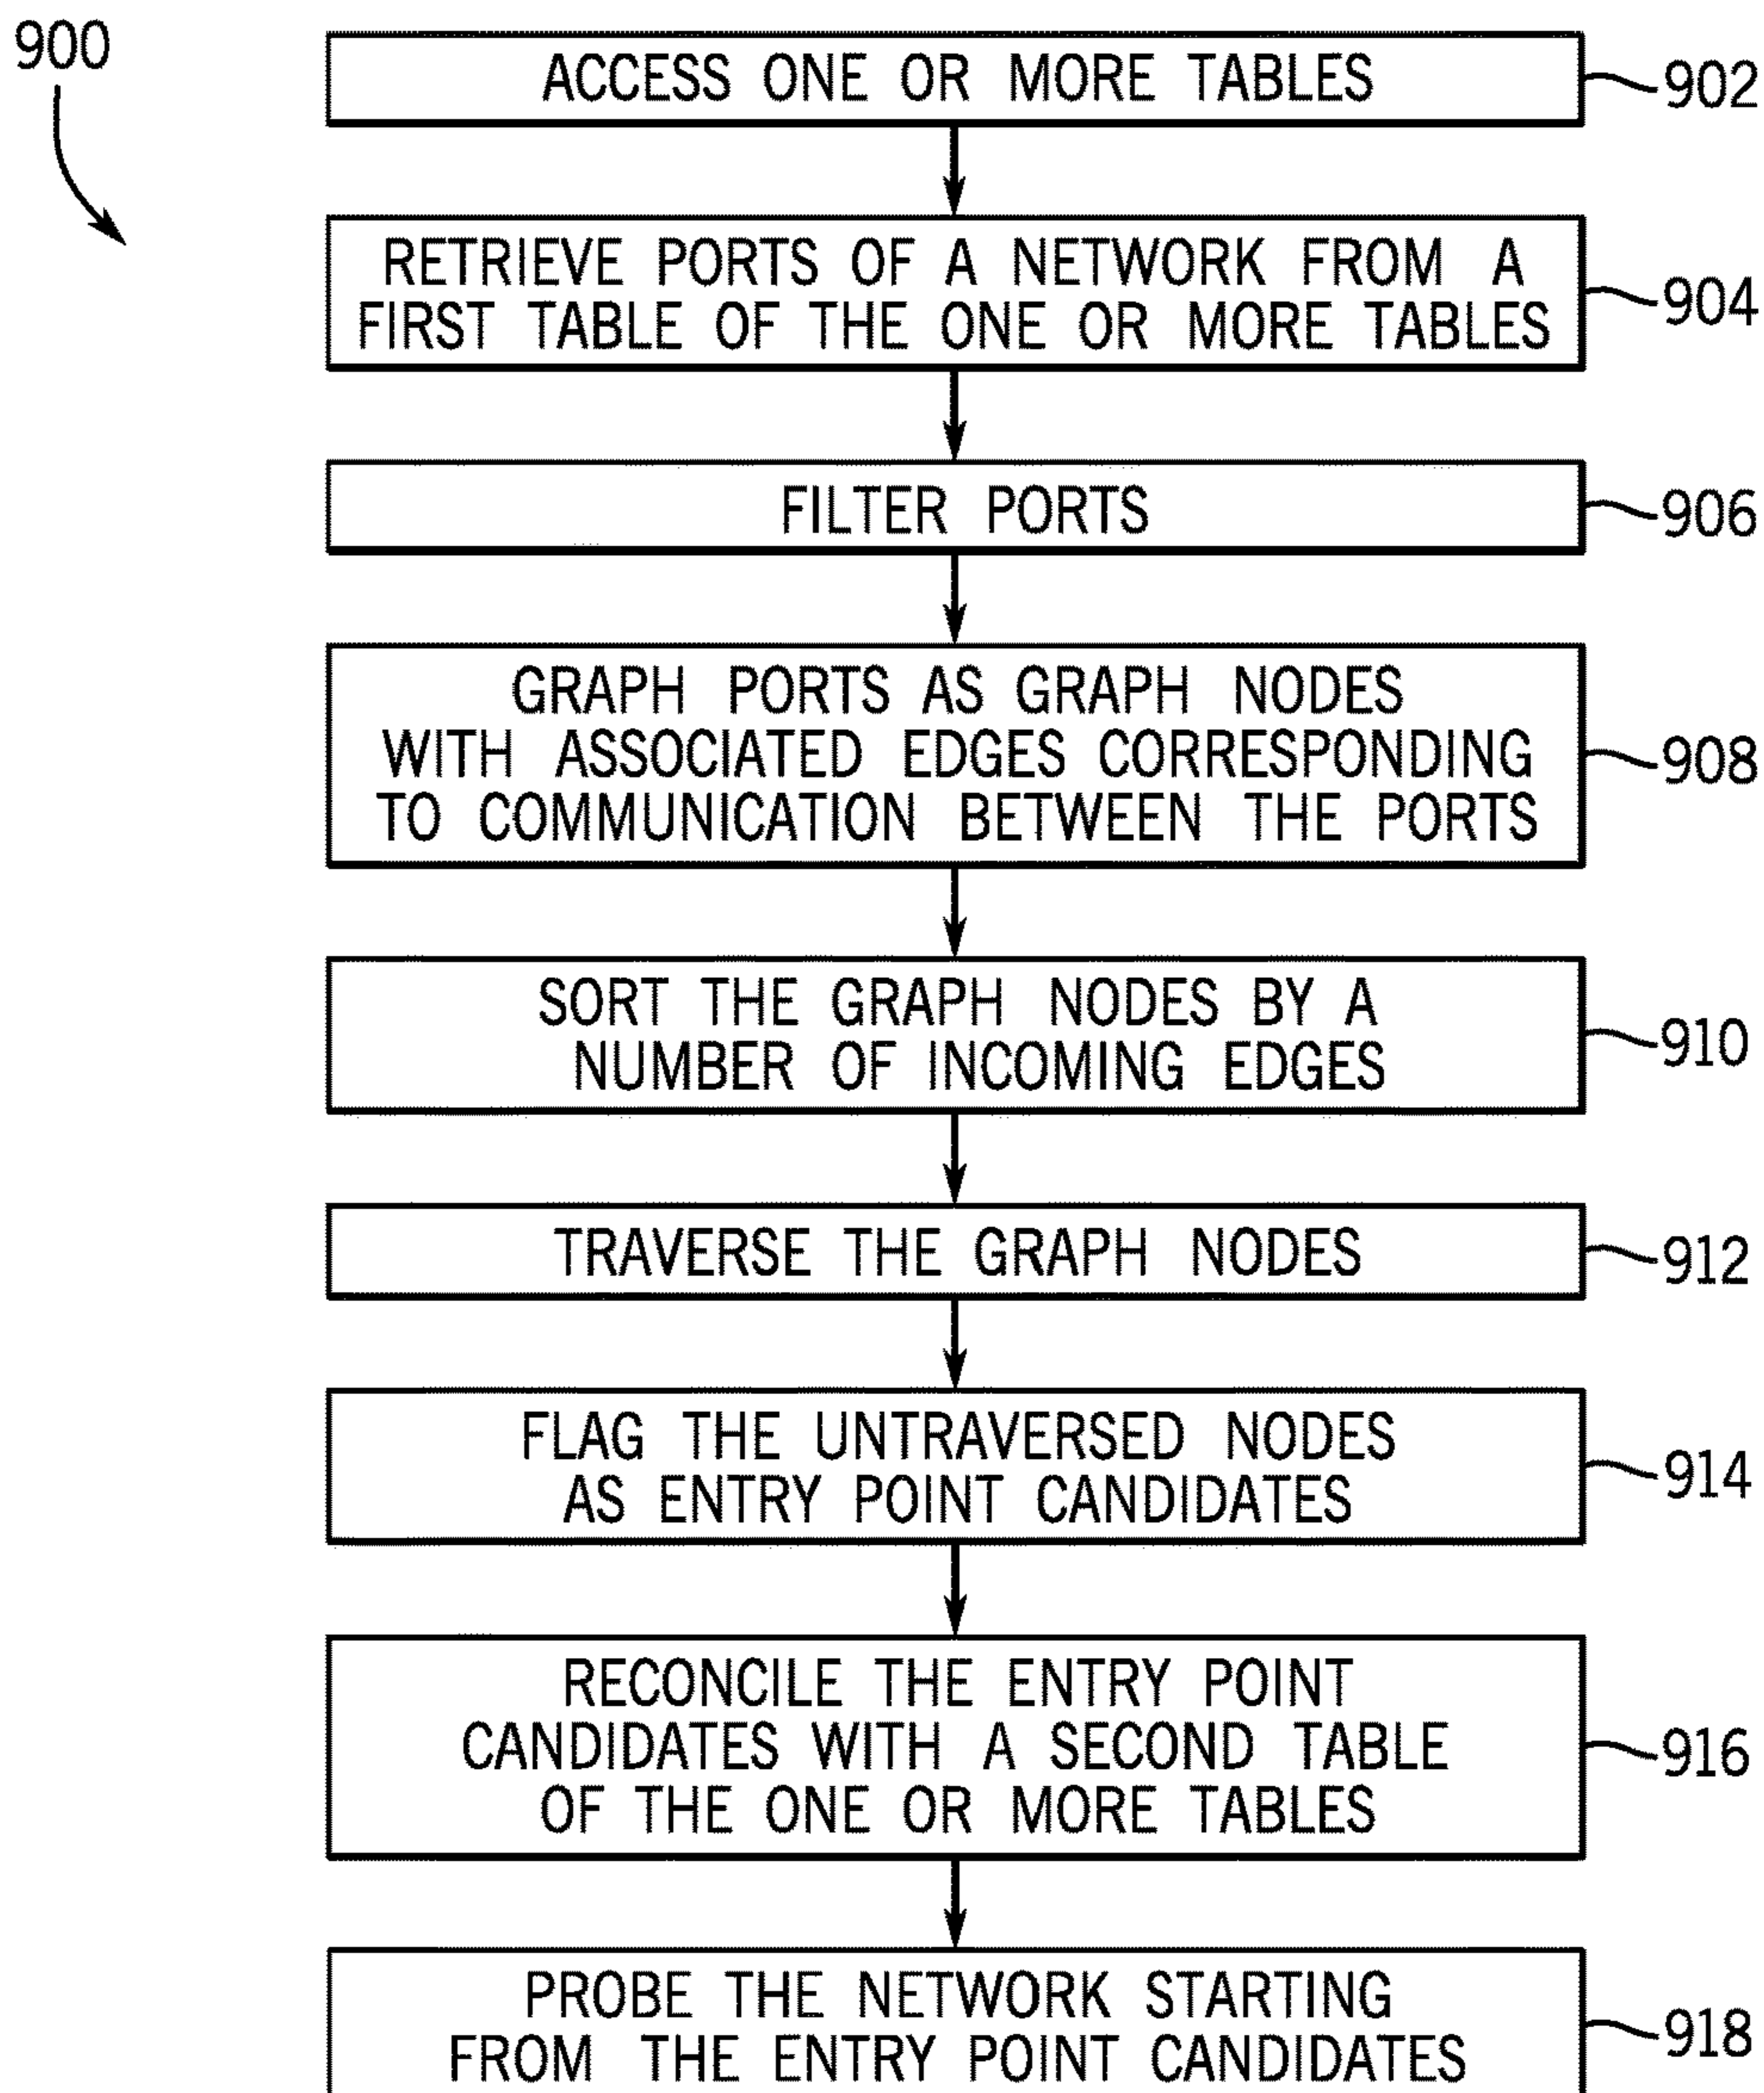 900
ACCESS ONE OR MORE TABLES
902
RETRIEVE PORTS OF A NETWORK FROM A
FIRST TABLE OF THE ONE OR MORE TABLES
904
FILTER PORTS
906
GRAPH PORTS AS GRAPH NODES
WITH ASSOCIATED EDGES CORRESPONDING
TO COMMUNICATION BETWEEN THE PORTS
908
SORT THE GRAPH NODES BY A
NUMBER OF INCOMING EDGES
910
TRAVERSE THE GRAPH NODES
912
FLAG THE UNTRAVERSED NODES
AS ENTRY POINT CANDIDATES
914
RECONCILE THE ENTRY POINT
CANDIDATES WITH A SECOND TABLE
OF THE ONE OR MORE TABLES
916
PROBE THE NETWORK STARTING
FROM THE ENTRY POINT CANDIDATES
918